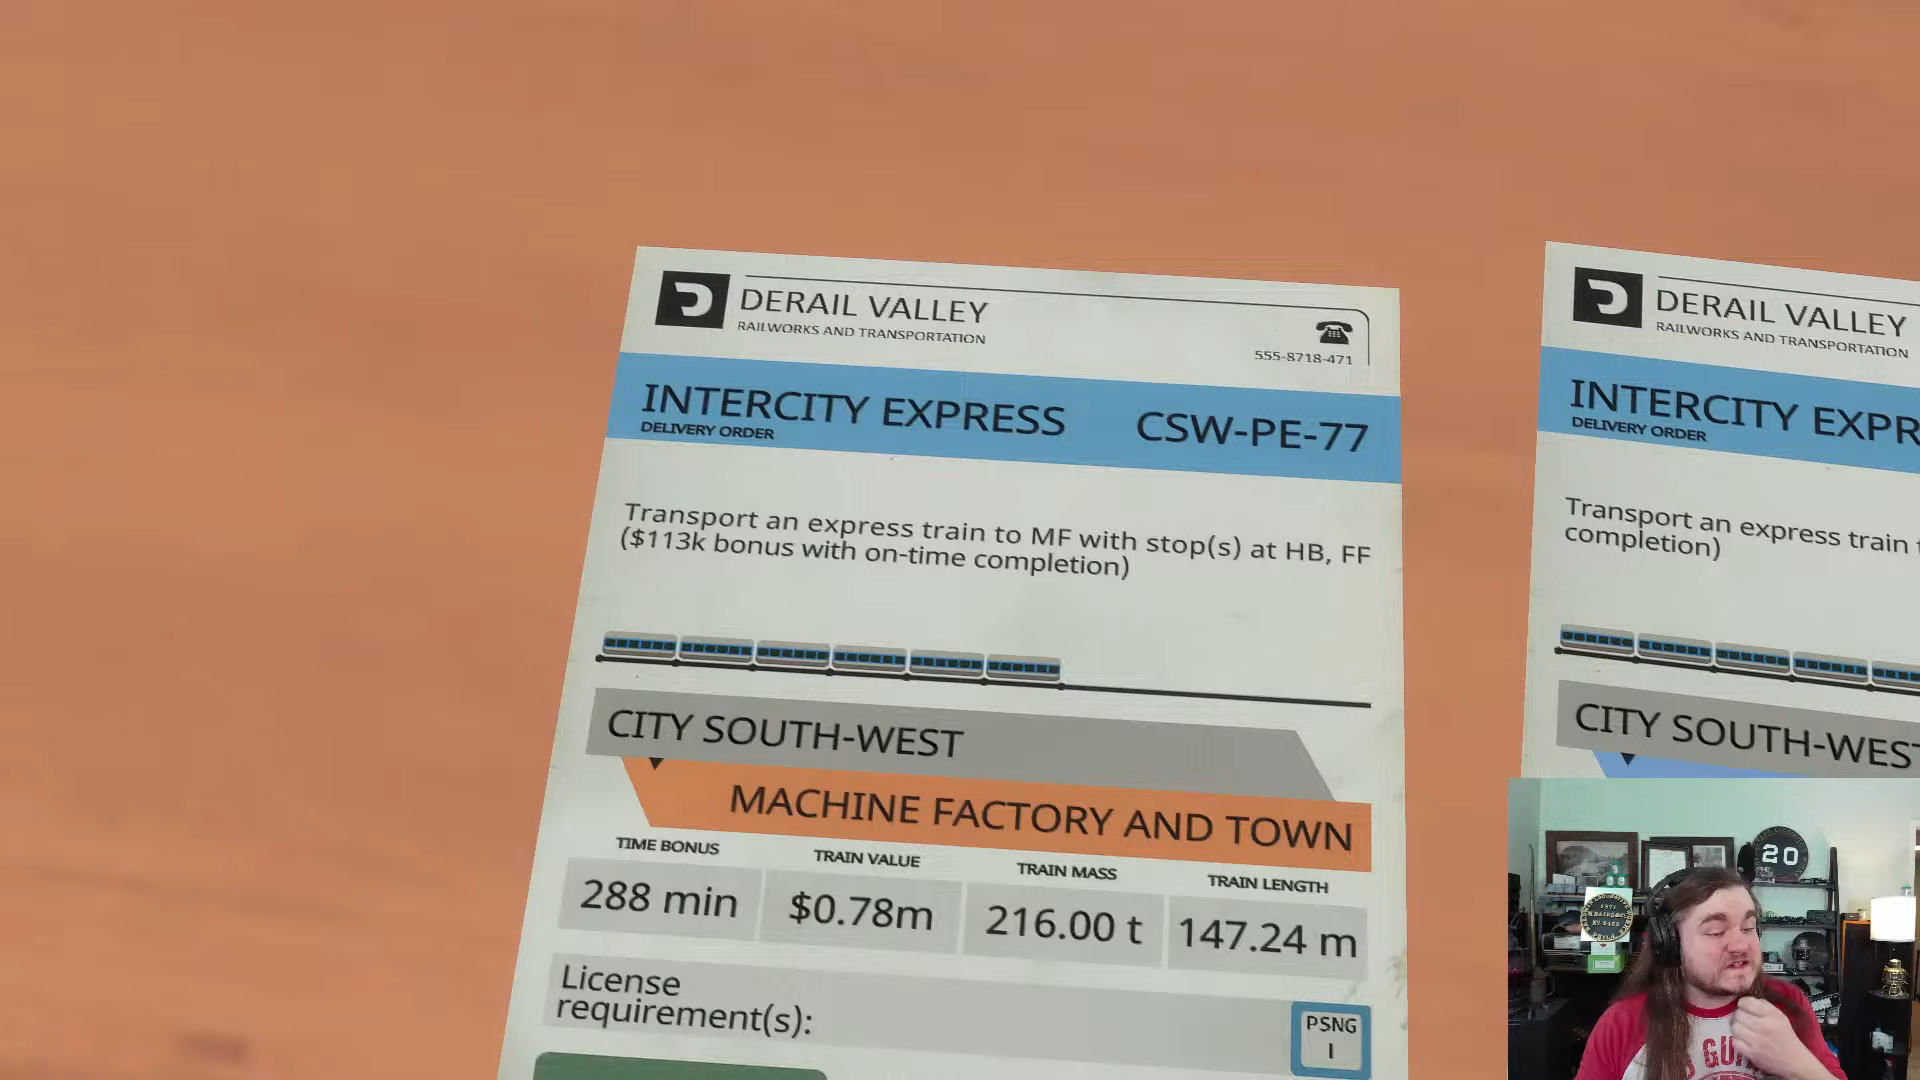 DERAIL VALLEY
RAILWORKS AND TRANSPORTATION
555-8718-471
INTERCITY EXPRESS CSW-PE-77
DELIVERY ORDER
Transport an express train to MF with stop(s) at HB, FF
($113k bonus with on-time completion)
CITY SOUTH-WEST
MACHINE FACTORY AND TOWN
TIME BONUS TRAIN VALUE TRAIN MASS TRAIN LENGTH
288 min $0.78m 216.00 t 147.24 m
License
requirement(s):
PSNG
I
DERAIL VALLEY
RAILWORKS AND TRANSPORTATION
INTERCITY EXPR
DELIVERY ORDER
Transport an express train
completion)
CITY SOUTH-WEST
20